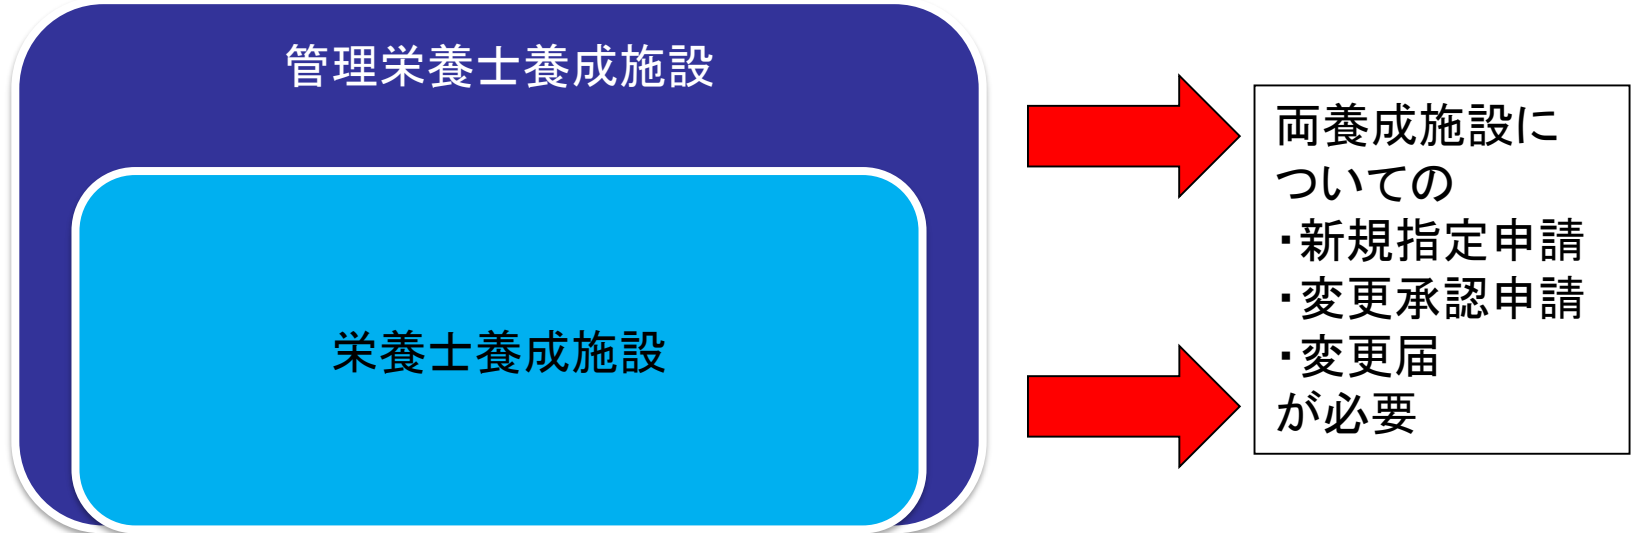 管理栄養士養成施設
栄養士養成施設
両養成施設に
ついての
・新規指定申請
・変更承認申請
・変更届
が必要